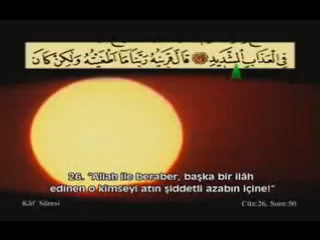 فِي الْعَذَابِ الشَّدِيدِ ﴿٢٦﴾ قَالَ قَرِينُهُ رَبَّنَا مَا أَطْغَيْتُهُ وَلَكِنْ كَانَ
26. "Allah ile beraber, başka bir ilâh
edinen o kimseyi atın şiddetli azabın içine!"
Kâf Sûresi
Cüz:26, Sure:50